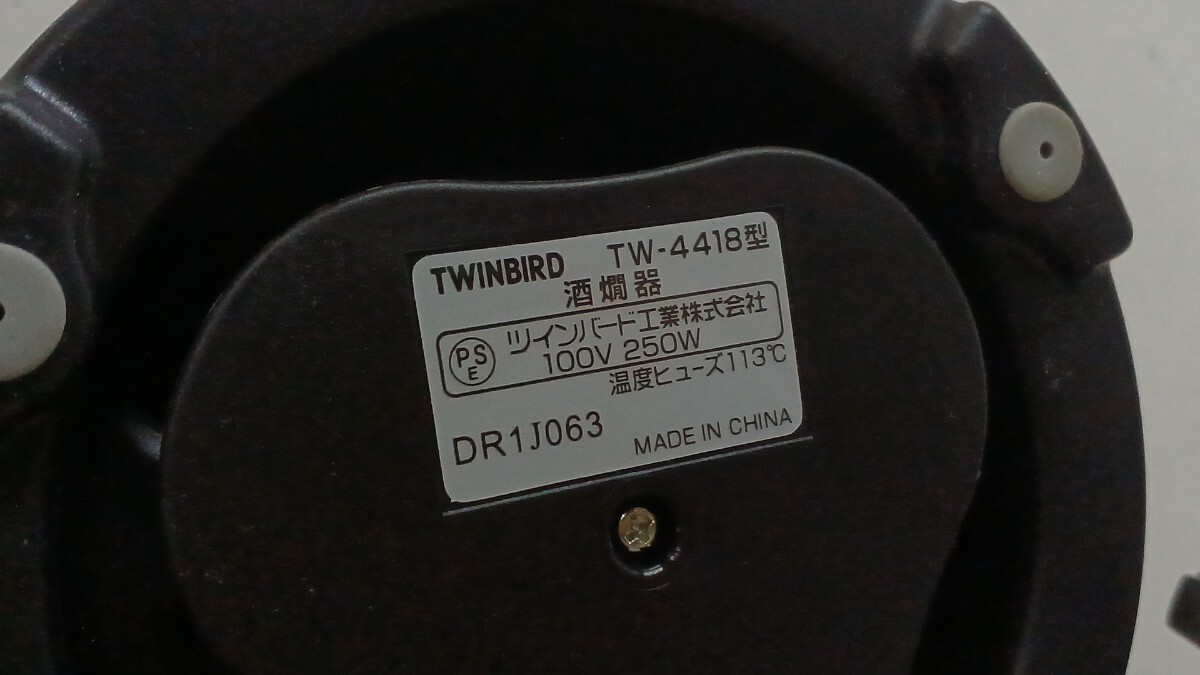 TWINBIRD TW-4418型
酒燗器
PSE ツインバード工業株式会社
100V 250W
温度ヒューズ113℃
DR1J063 MADE IN CHINA